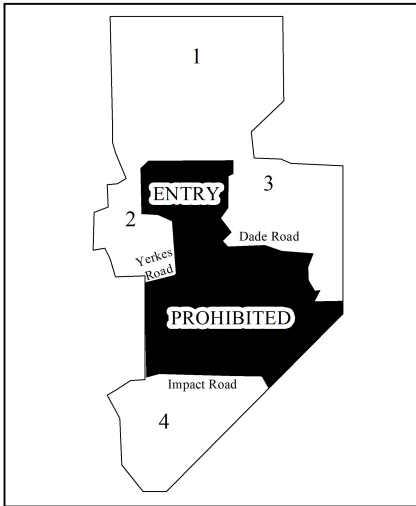 1
ENTRY
3
2
Dade Road
Yerkes
Road
PROHIBITED
Impact Road
4